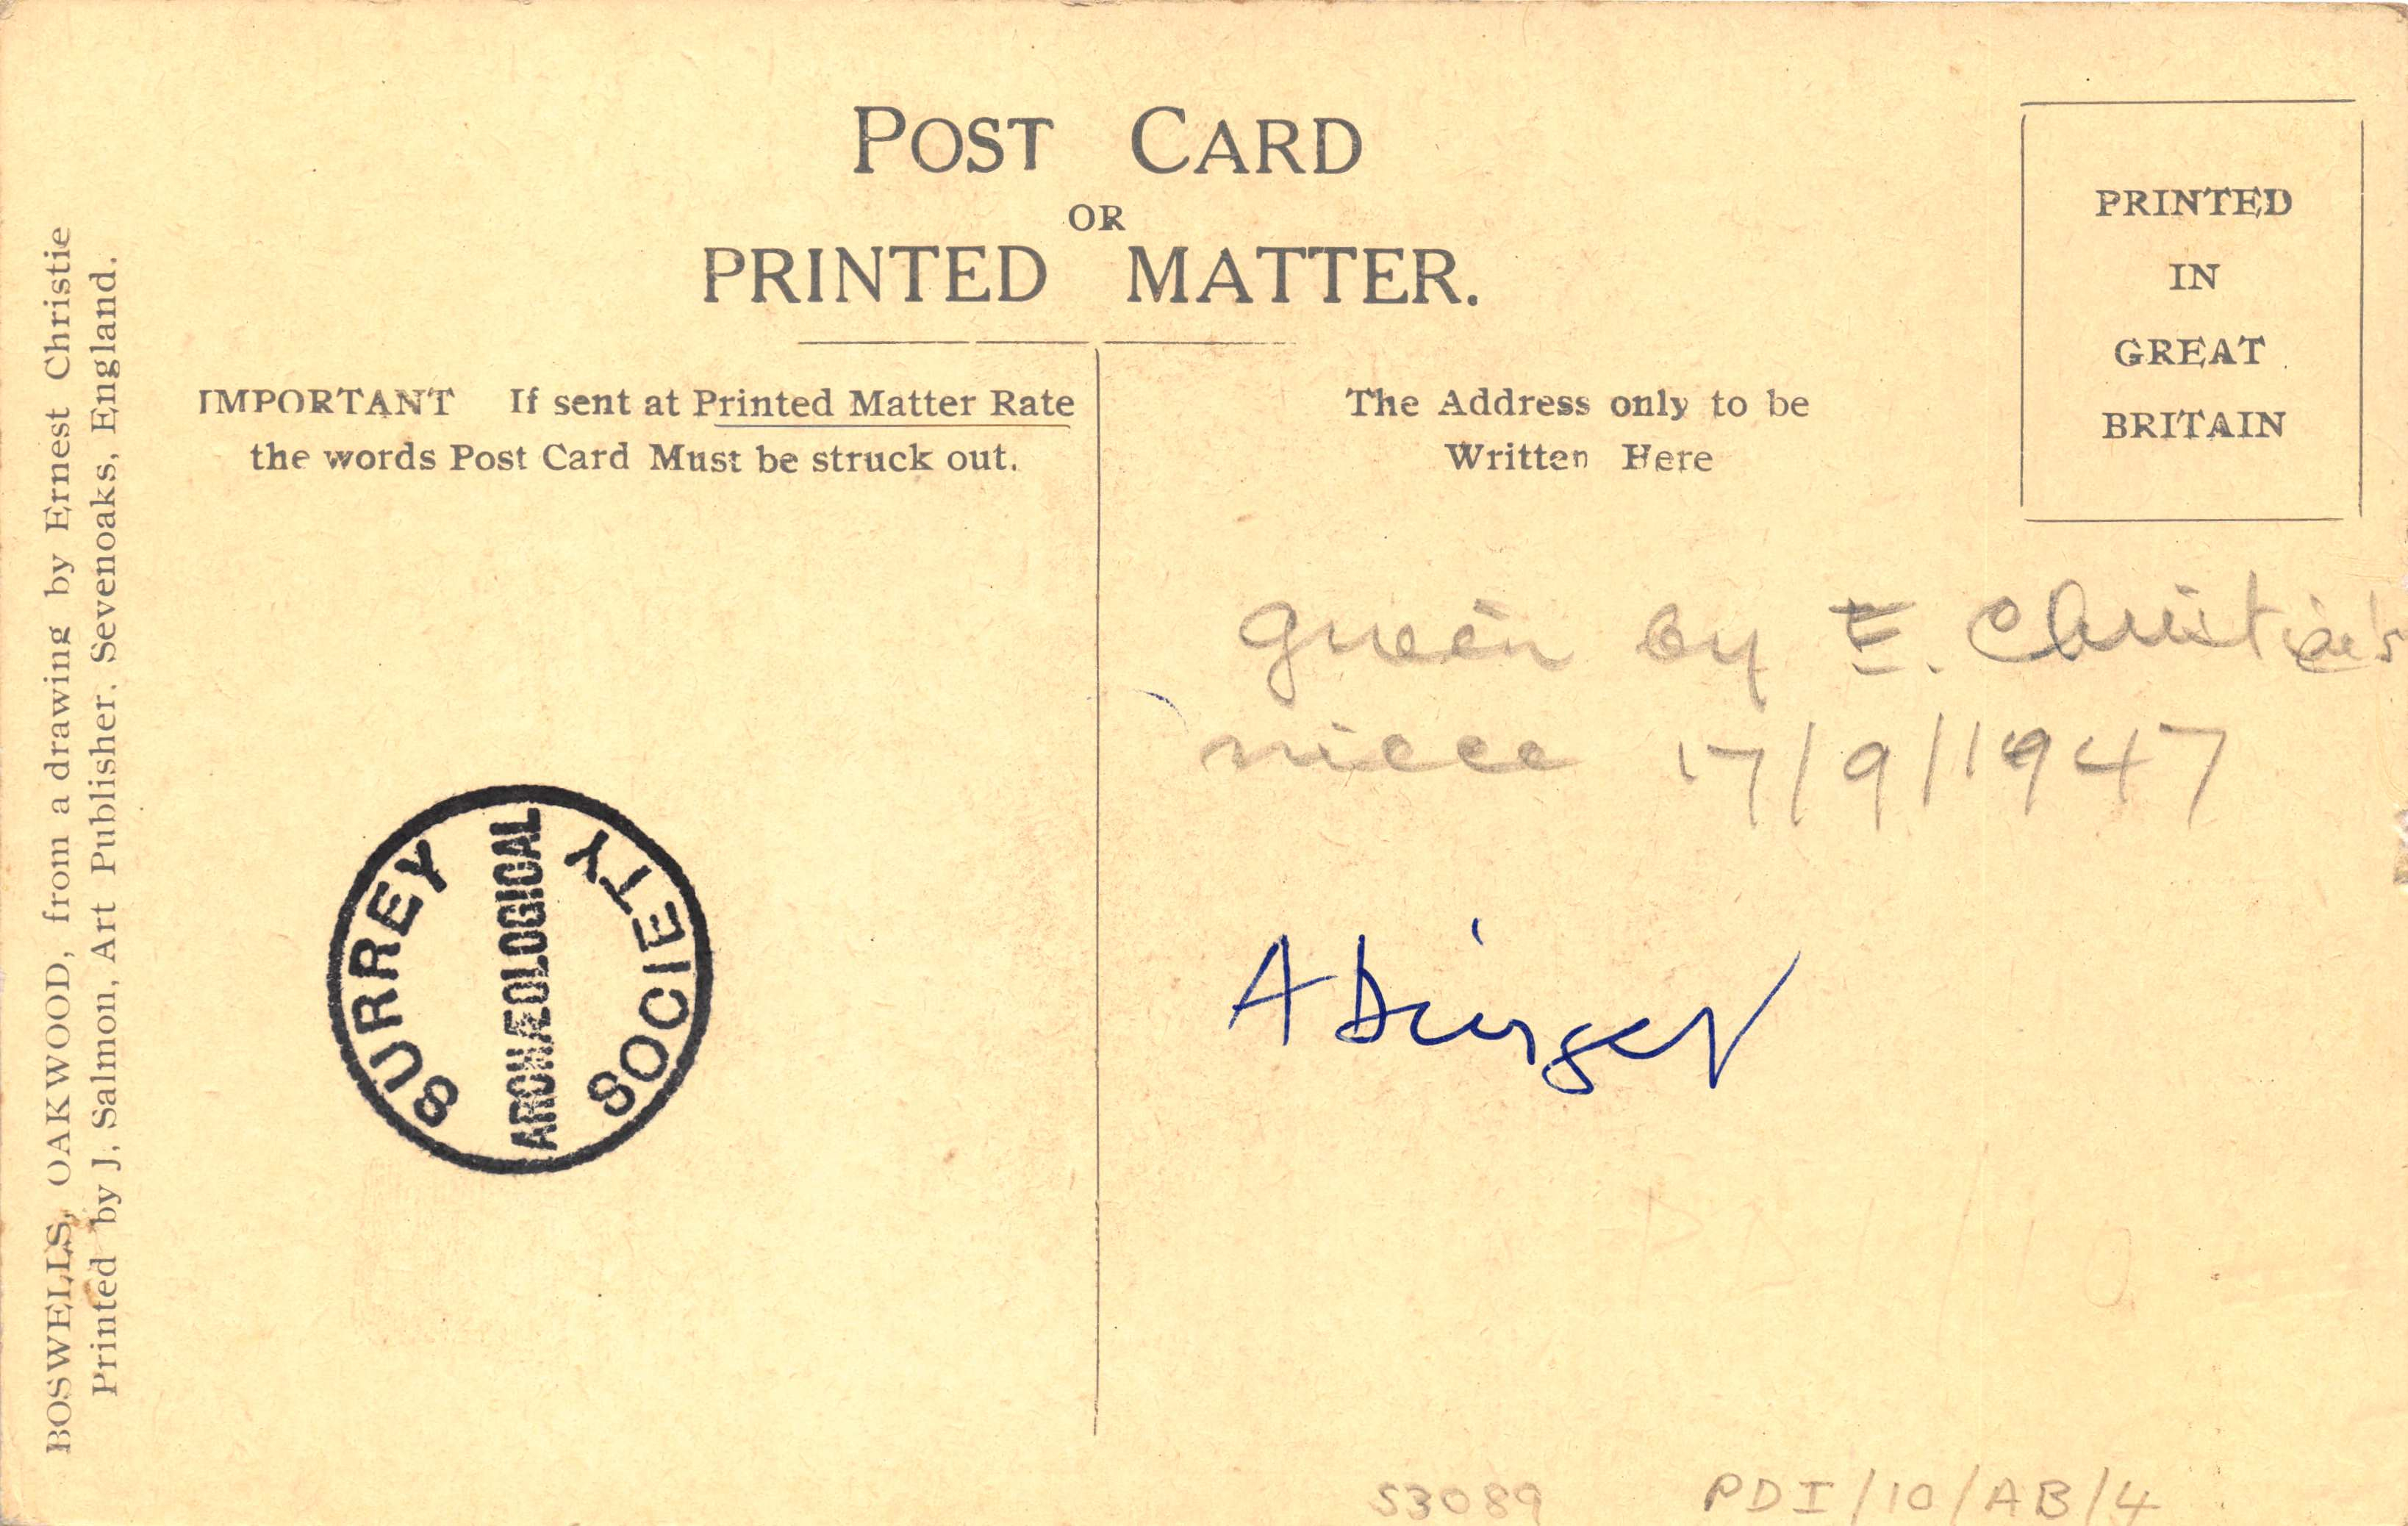 POST CARD
OR
PRINTED MATTER.
PRINTED
IN
GREAT
BRITAIN
IMPORTANT If sent at Printed Matter Rate
the words Post Card Must be struck out.
The Address only to be
Written Here
BOSWELLS, OAKWOOD, from a drawing by Ernest Christie
Printed by J. Salmon, Art Publisher. Sevenoaks, England.
by E. Christie's
niece 17/9/1947
SURREY
ARCHÆOLOGICAL
SOCIETY
Abinger
53089 PDI/10/AB/4